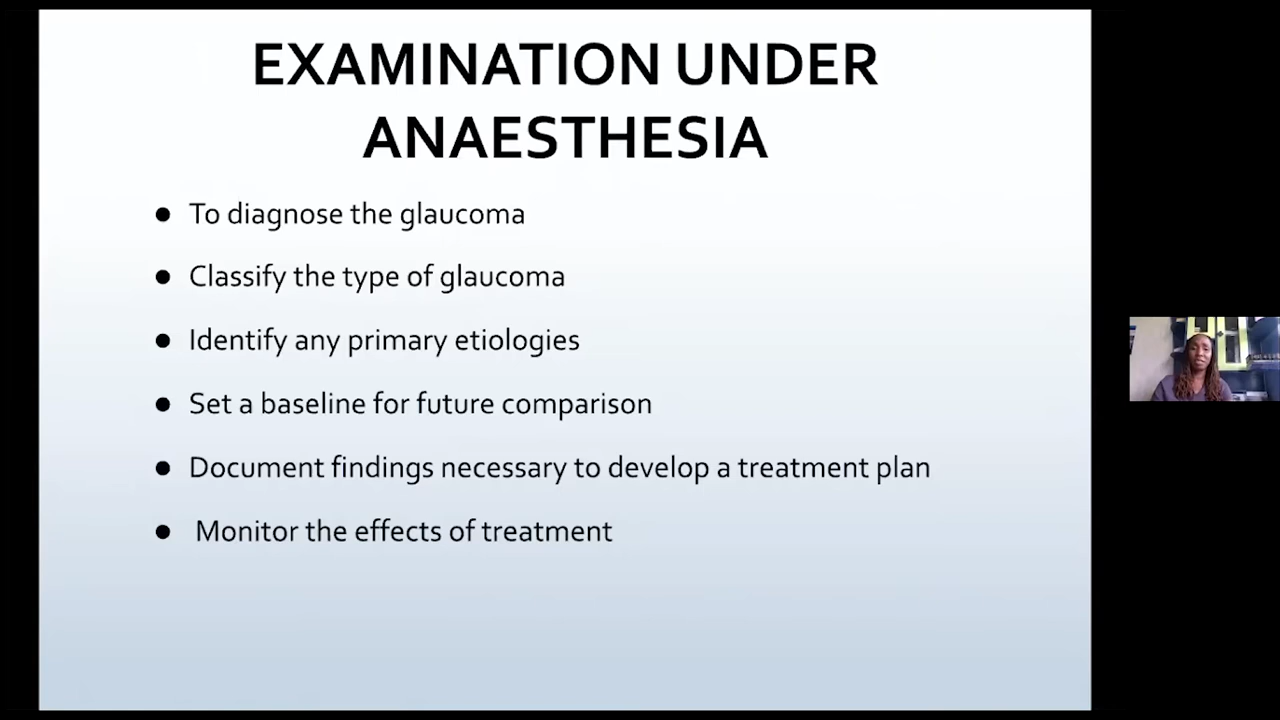 EXAMINATION UNDER
ANAESTHESIA
● To diagnose the glaucoma
● Classify the type of glaucoma
● Identify any primary etiologies
● Set a baseline for future comparison
● Document findings necessary to develop a treatment plan
● Monitor the effects of treatment